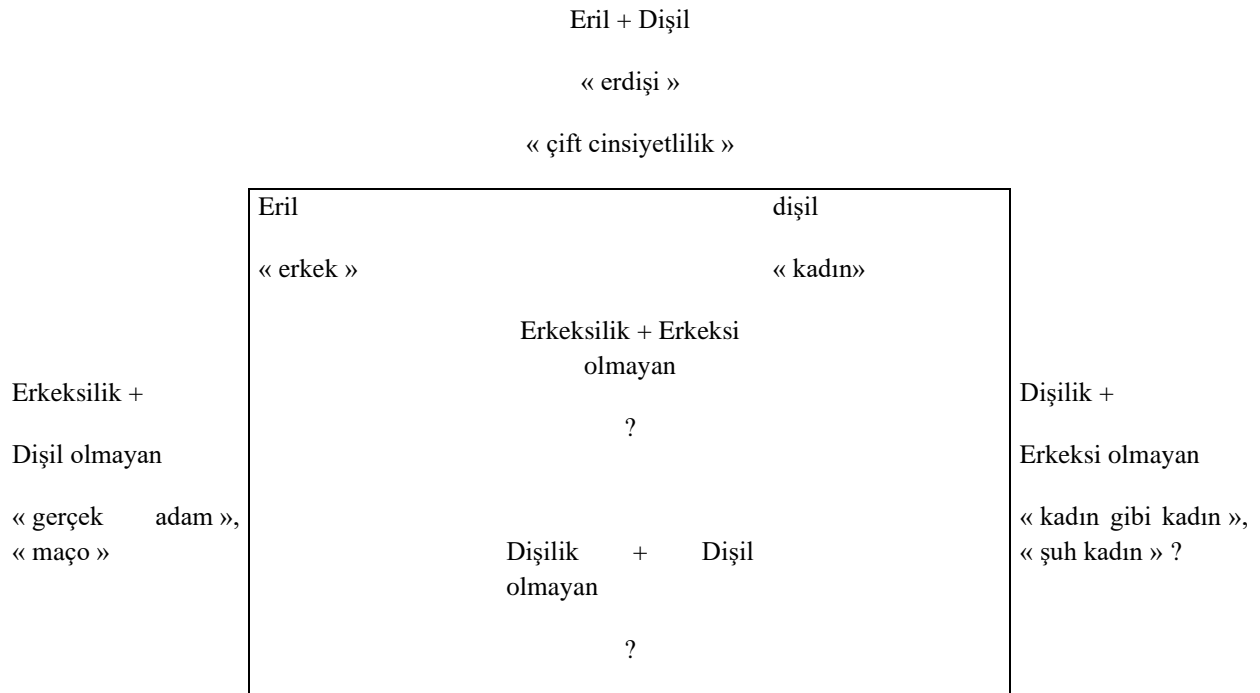 Eril + Dişil
« erdişi »
« çift cinsiyetlilik »
Eril
dişil
« erkek »
« kadın»
Erkeksilik + Erkeksi
olmayan
?
Erkeksilik +
Dişil olmayan
« gerçek adam »,
« maço »
Dişilik +
Erkeksi olmayan
« kadın gibi kadın »,
« şuh kadın » ?
Dişilik + Dişil
olmayan
?